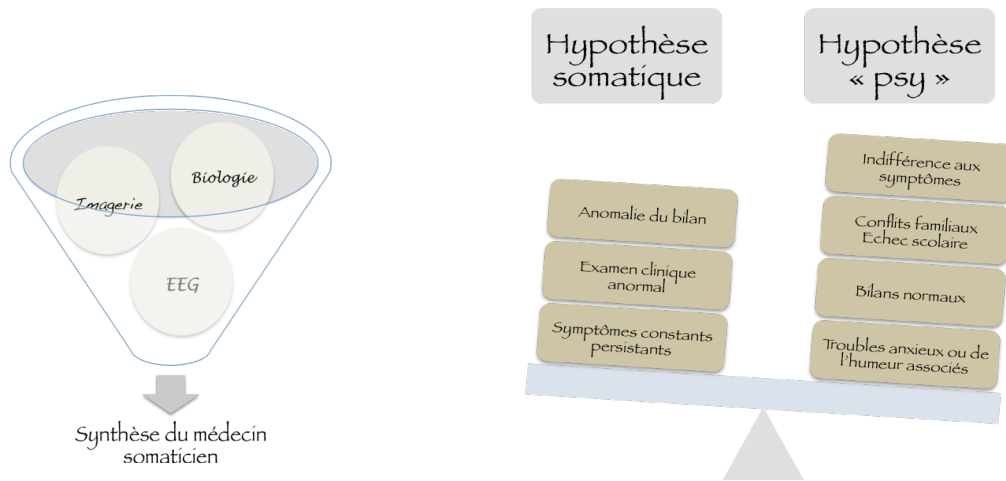 Imagerie
Biologie
EEG
Synthèse du médecin
somaticien
Hypothèse
somatique
Anomalie du bilan
Examen clinique
anormal
Symptômes constants
persistants
Hypothèse
« psy »
Indifférence aux
symptômes
Conflits familiaux
Echec scolaire
Bilans normaux
Troubles anxieux ou de
l'humeur associés